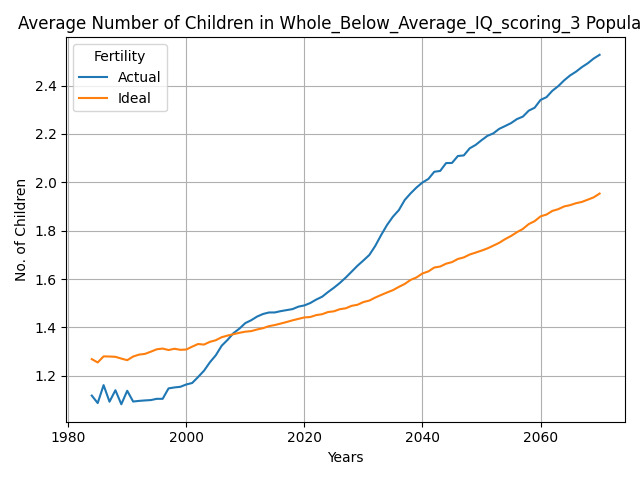 Average Number of Children in Whole_Below_Average_IQ_scoring_3 Popula
Fertility
Actual
Ideal
No. of Children
2.4
2.2
2.0
1.8
1.6
1.4
1.2
1980
2000
2020
2040
2060
Years